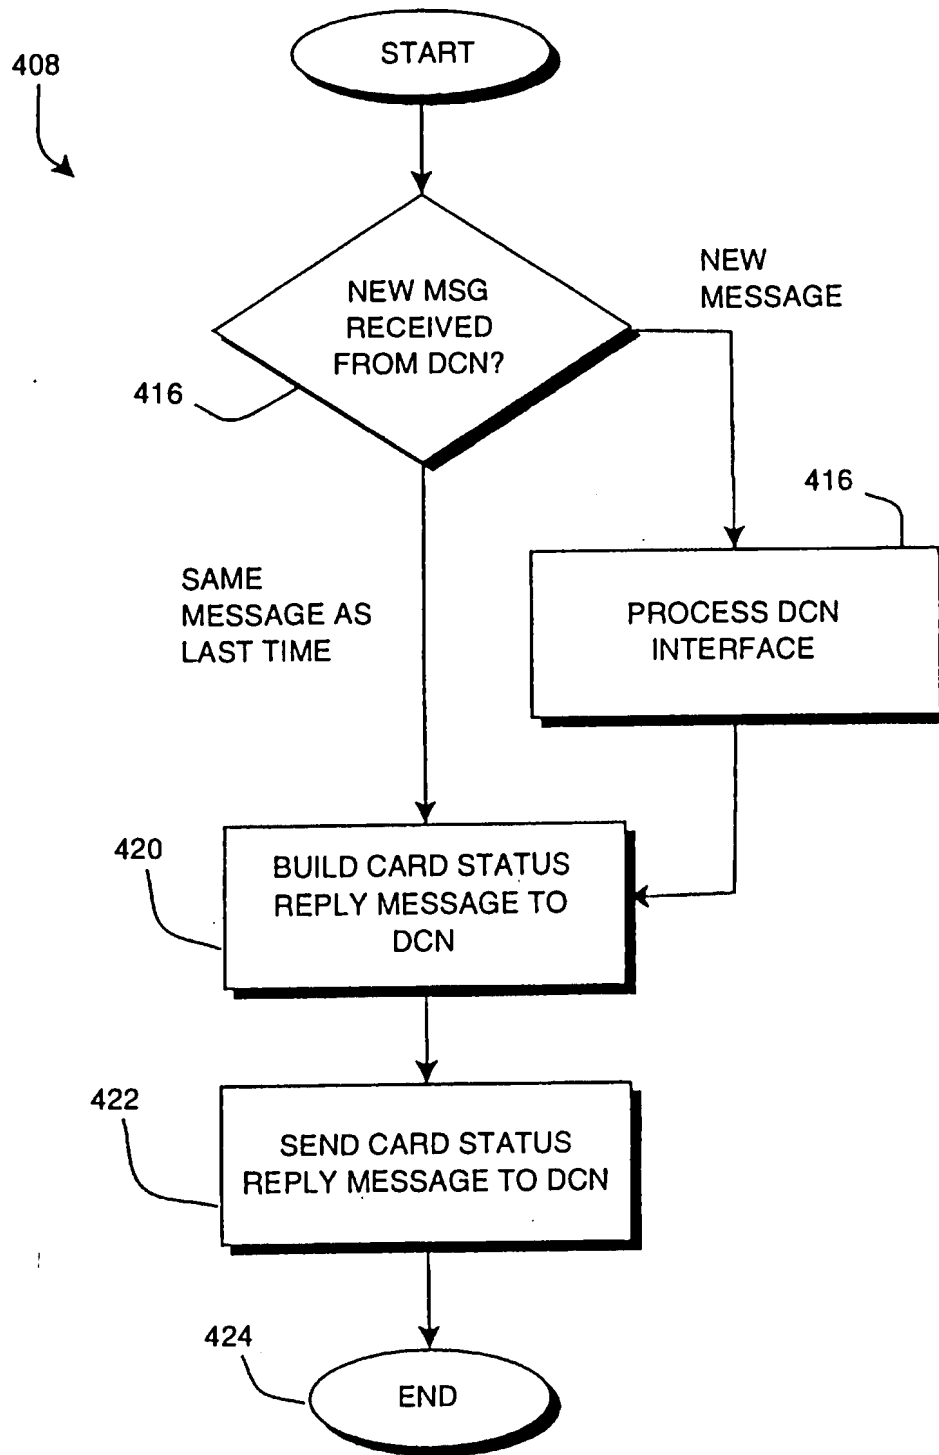 START
408
NEW MSG
RECEIVED
FROM DCN?
NEW
MESSAGE
416
416
SAME
MESSAGE AS
LAST TIME
PROCESS DCN
INTERFACE
420
BUILD CARD STATUS
REPLY MESSAGE TO
DCN
422
SEND CARD STATUS
REPLY MESSAGE TO DCN
424
END